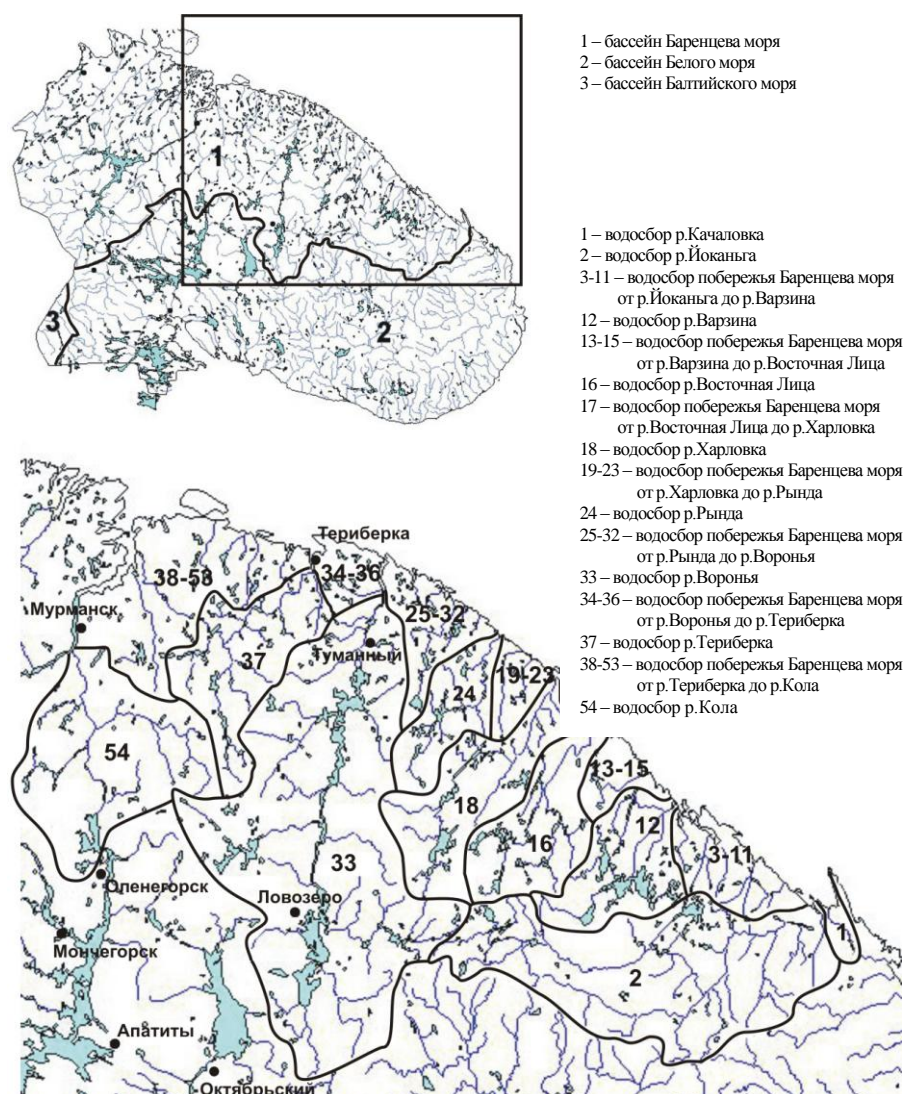 1 – бассейн Баренцева моря
2 – бассейн Белого моря
3 – бассейн Балтийского моря
1
3
2
1 – водосбор р.Качаловка
2 – водосбор р.Йоканьга
3-11 – водосбор побережья Баренцева моря
от р.Йоканьга до р.Варзина
12 – водосбор р.Варзина
13-15 – водосбор побережья Баренцева моря
от р.Варзина до р.Восточная Лица
16 – водосбор р.Восточная Лица
17 – водосбор побережья Баренцева моря
от р.Восточная Лица до р.Харловка
18 – водосбор р.Харловка
19-23 – водосбор побережья Баренцева моря
от р.Харловка до р.Рында
24 – водосбор р.Рында
25-32 – водосбор побережья Баренцева моря
от р.Рында до р.Воронья
33 – водосбор р.Воронья
34-36 – водосбор побережья Баренцева моря
от р.Воронья до р.Териберка
37 – водосбор р.Териберка
38-53 – водосбор побережья Баренцева моря
от р.Териберка до р.Кола
54 – водосбор р.Кола
Териберка
38-53
34-36
Мурманск
25-32
Туманный
37
19-23
24
54
13-15
18
12
16
3-11
33
Оленегорск
Ловозеро
Мончегорск
1
2
Апатиты
Октябрьский